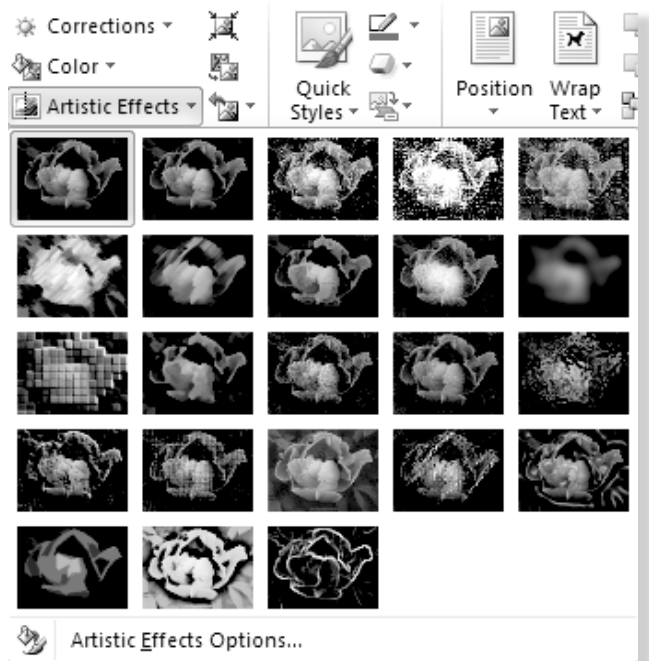 Corrections
Color
Artistic Effects
Quick
Styles
Position
Wrap
Text
Artistic Effects Options...